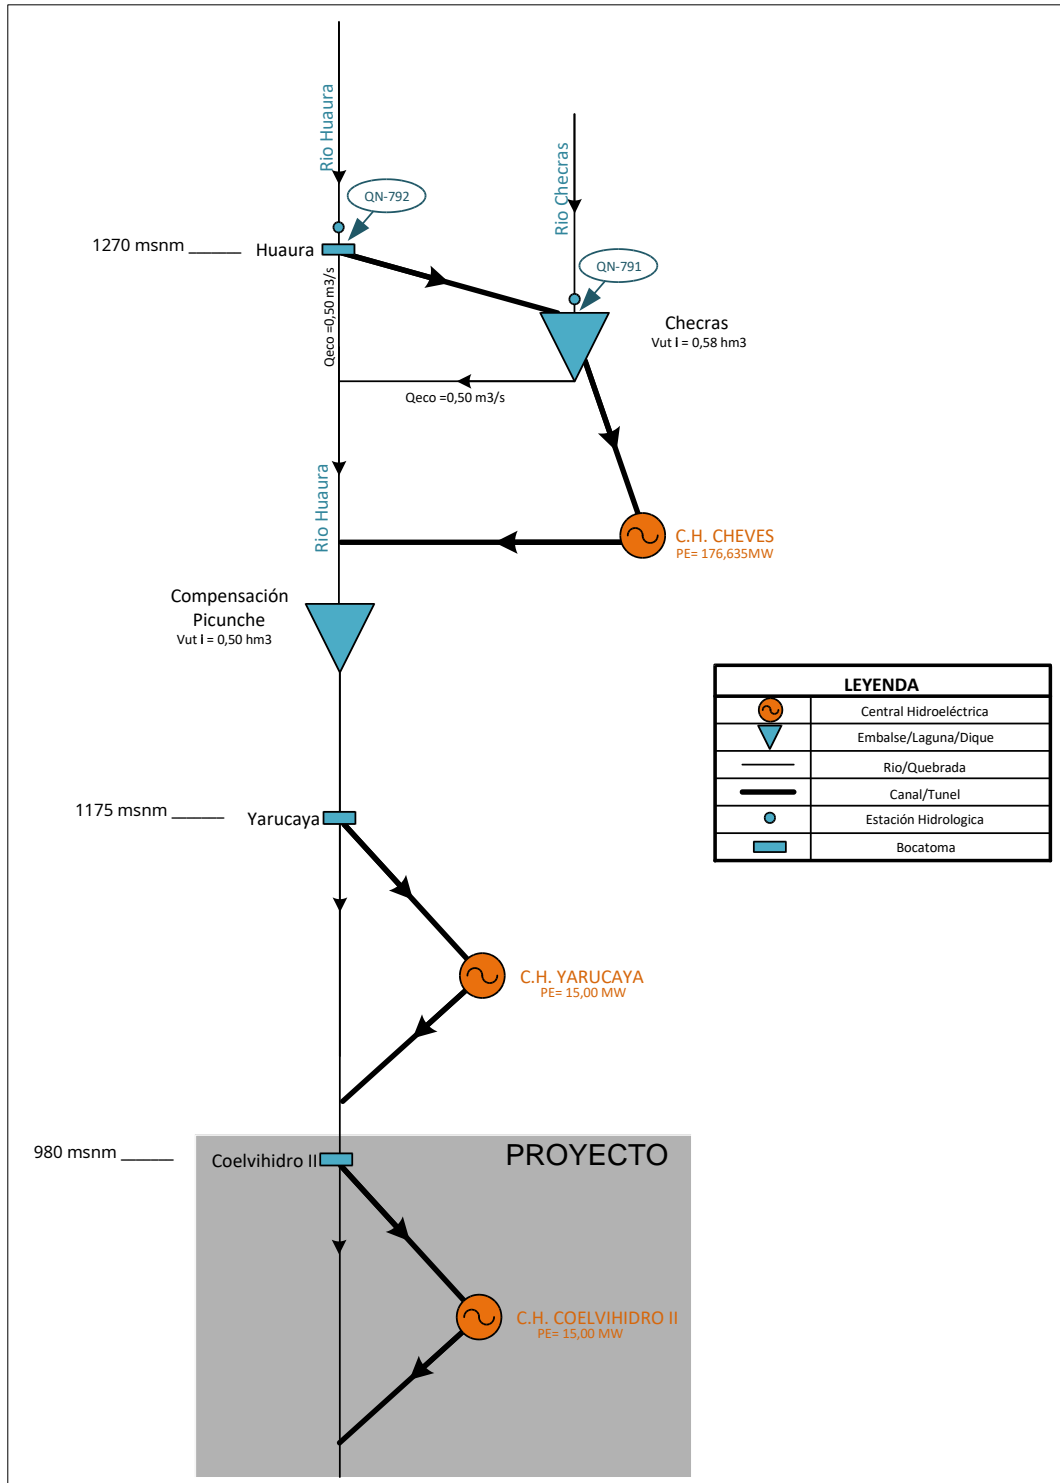 Rio Huaura
Rio Checras
QN-792
1270 msnm ______
Huaura
QN-791
Qeco =0,50 m3/s
Checras
Vut l = 0,58 hm3
Qeco =0,50 m3/s
Rio Huaura
C.H. CHEVES
PE= 176,635MW
Compensación
Picunche
Vut l = 0,50 hm3
LEYENDA
Central Hidroeléctrica
Embalse/Laguna/Dique
Rio/Quebrada
Canal/Tunel
Estación Hidrologica
Bocatoma
1175 msnm ______
Yarucaya
C.H. YARUCAYA
PE= 15,00 MW
980 msnm ______
PROYECTO
Coelvihidro II
C.H. COELVIHIDRO II
PE= 15,00 MW